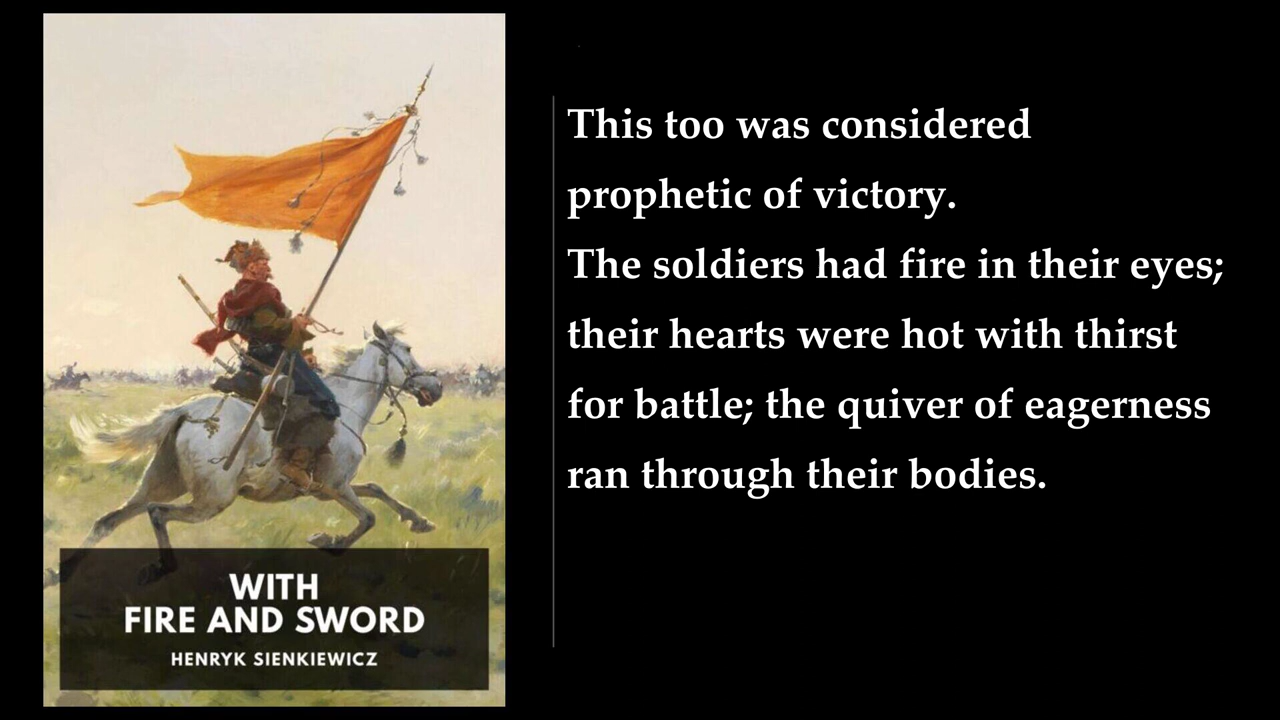 WITH
FIRE AND SWORD
HENRYK SIENKIEWICZ
This too was considered
prophetic of victory.
The soldiers had fire in their eyes;
their hearts were hot with thirst
for battle; the quiver of eagerness
ran through their bodies.